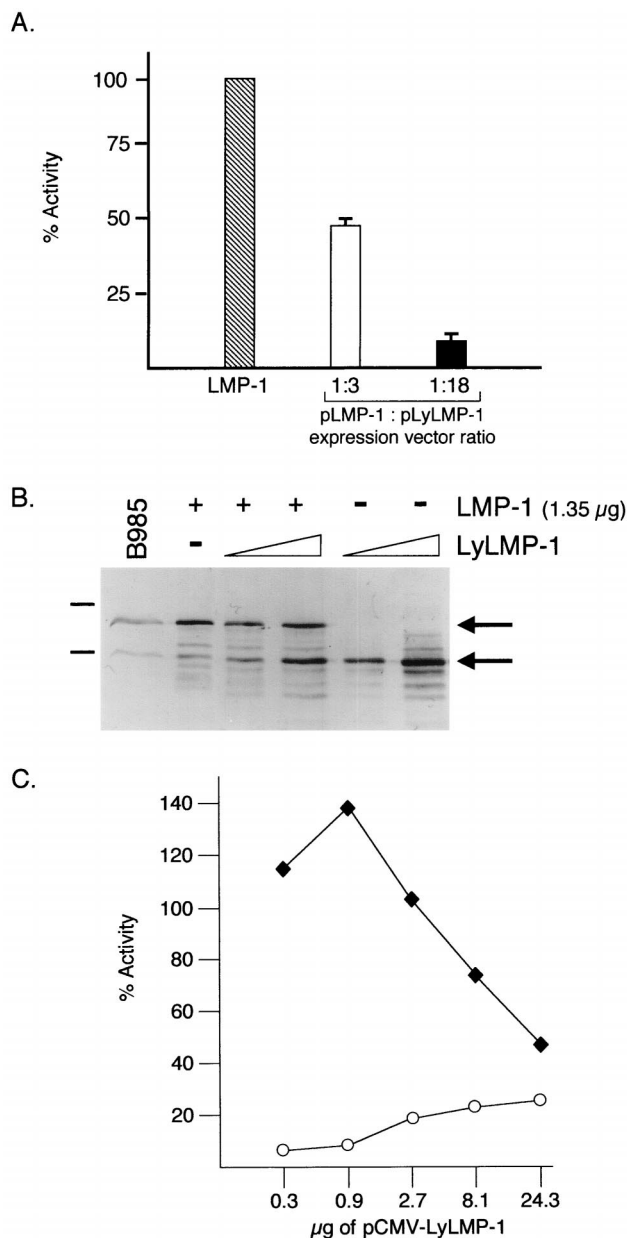 A.
% Activity
100
75
50
25
LMP-1
1:3
1:18
pLMP-1 : pLyLMP-1
expression vector ratio
B.
B985
+ + + - - LMP-1 (1.35 µg)
- LyLMP-1
C.
% Activity
140
120
100
80
60
40
20
0.3
0.9
2.7
8.1
24.3
µg of pCMV-LyLMP-1